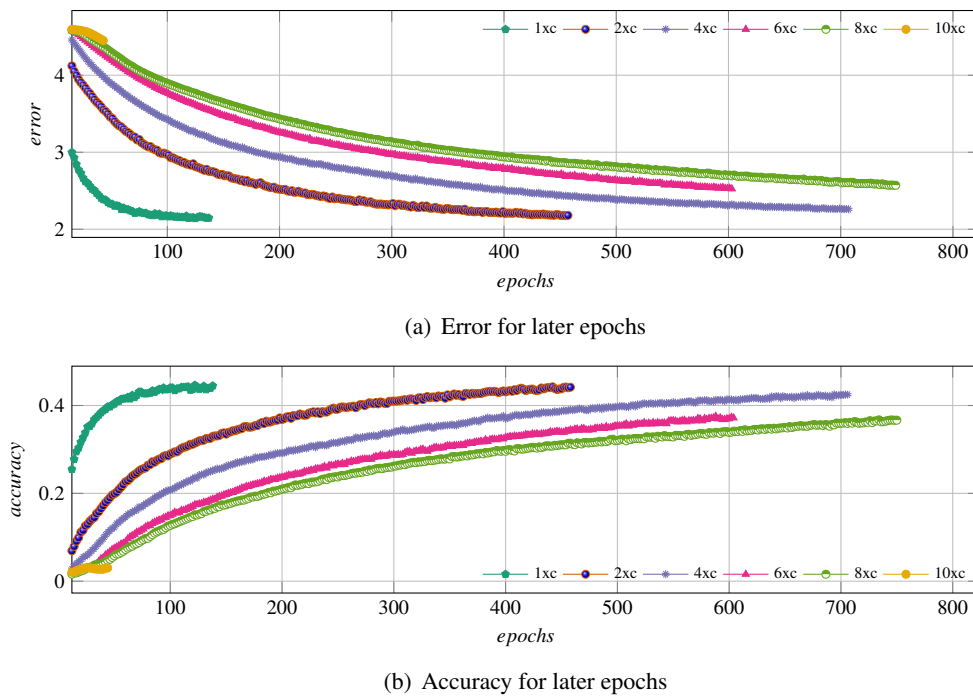 1xc 2xc 4xc 6xc 8xc 10xc
4
3
2
error
100 200 300 400 500 600 700 800
epochs
(a) Error for later epochs
0.4
0.2
0
accuracy
1xc 2xc 4xc 6xc 8xc 10xc
100 200 300 400 500 600 700 800
epochs
(b) Accuracy for later epochs